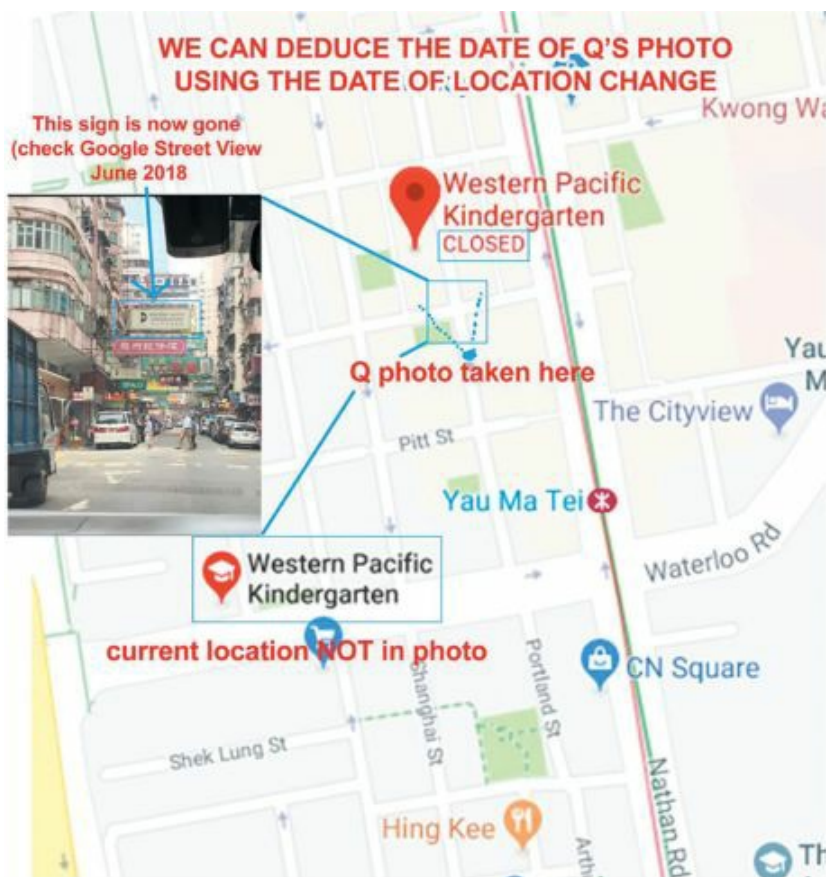 WE CAN DEDUCE THE DATE OF Q'S PHOTO
USING THE DATE OF LOCATION CHANGE
This sign is now gone
(check Google Street View
June 2018
Kwong Wa
Western Pacific
Kindergarten
CLOSED
Q photo taken here
Yau
M
The Cityview
Pitt St
Yau Ma Tei
Waterloo Rd
Western Pacific
Kindergarten
current location NOT in photo
CN Square
Portland St
Shanghai St
Shek Lung St
Nathan Rd
Hing Kee
Arth
Th